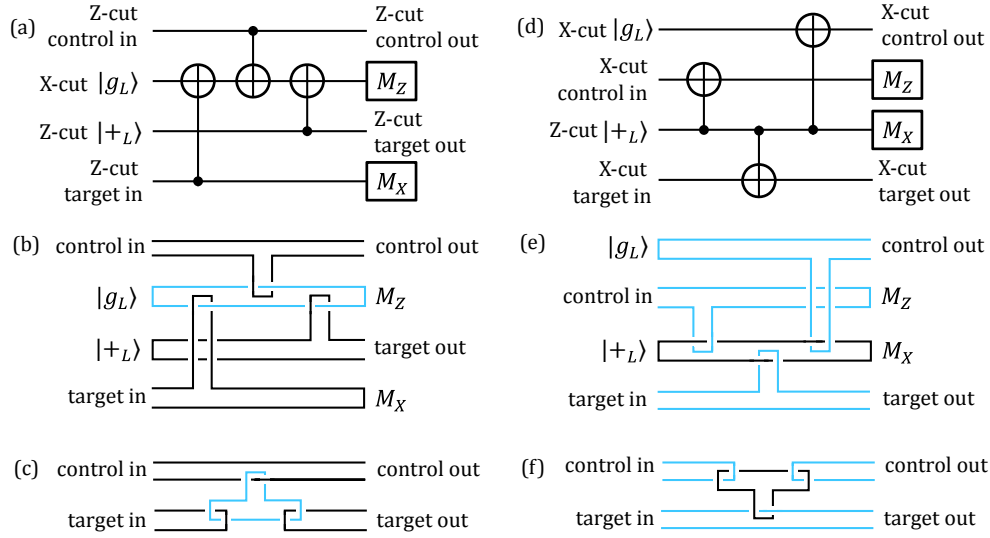 (a)
Z-cut
control in
Z-cut
control out
X-cut |g_L⟩
M_Z
Z-cut |+_L⟩
Z-cut
target out
Z-cut
target in
M_X
(b)
control in
control out
|g_L⟩
M_Z
|+_L⟩
target out
target in
M_X
(c)
control in
control out
target in
target out
(d)
X-cut |g_L⟩
X-cut
control out
X-cut
control in
M_Z
Z-cut |+_L⟩
M_X
X-cut
target in
X-cut
target out
(e)
|g_L⟩
control out
control in
M_Z
|+_L⟩
M_X
target in
target out
(f)
control in
control out
target in
target out